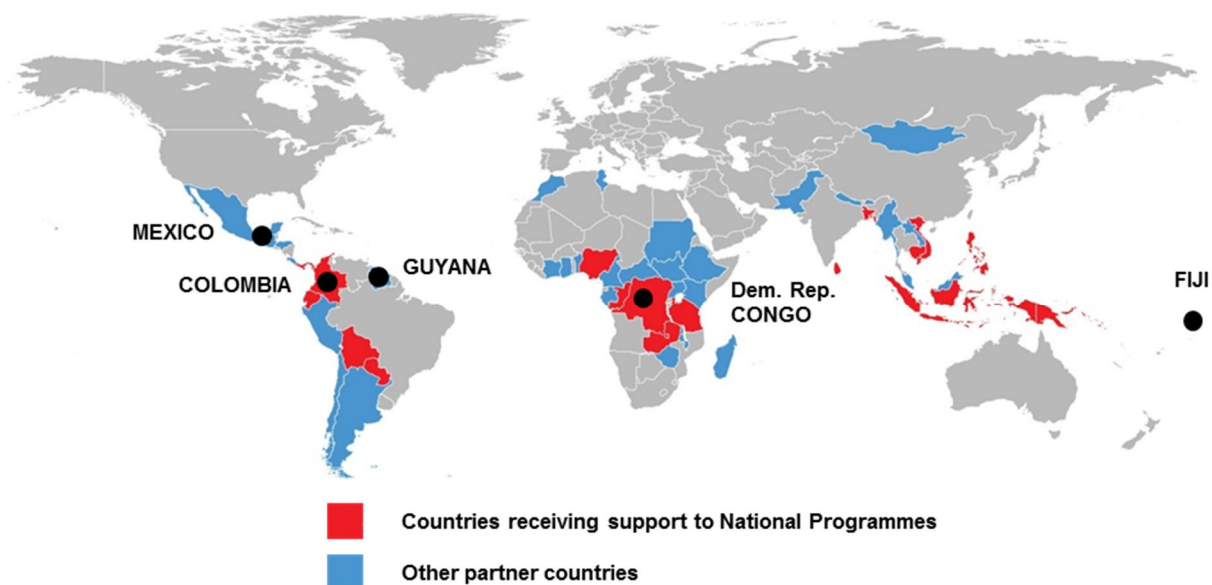 MEXICO
COLOMBIA
GUYANA
Dem. Rep.
CONGO
FIJI
Countries receiving support to National Programmes
Other partner countries